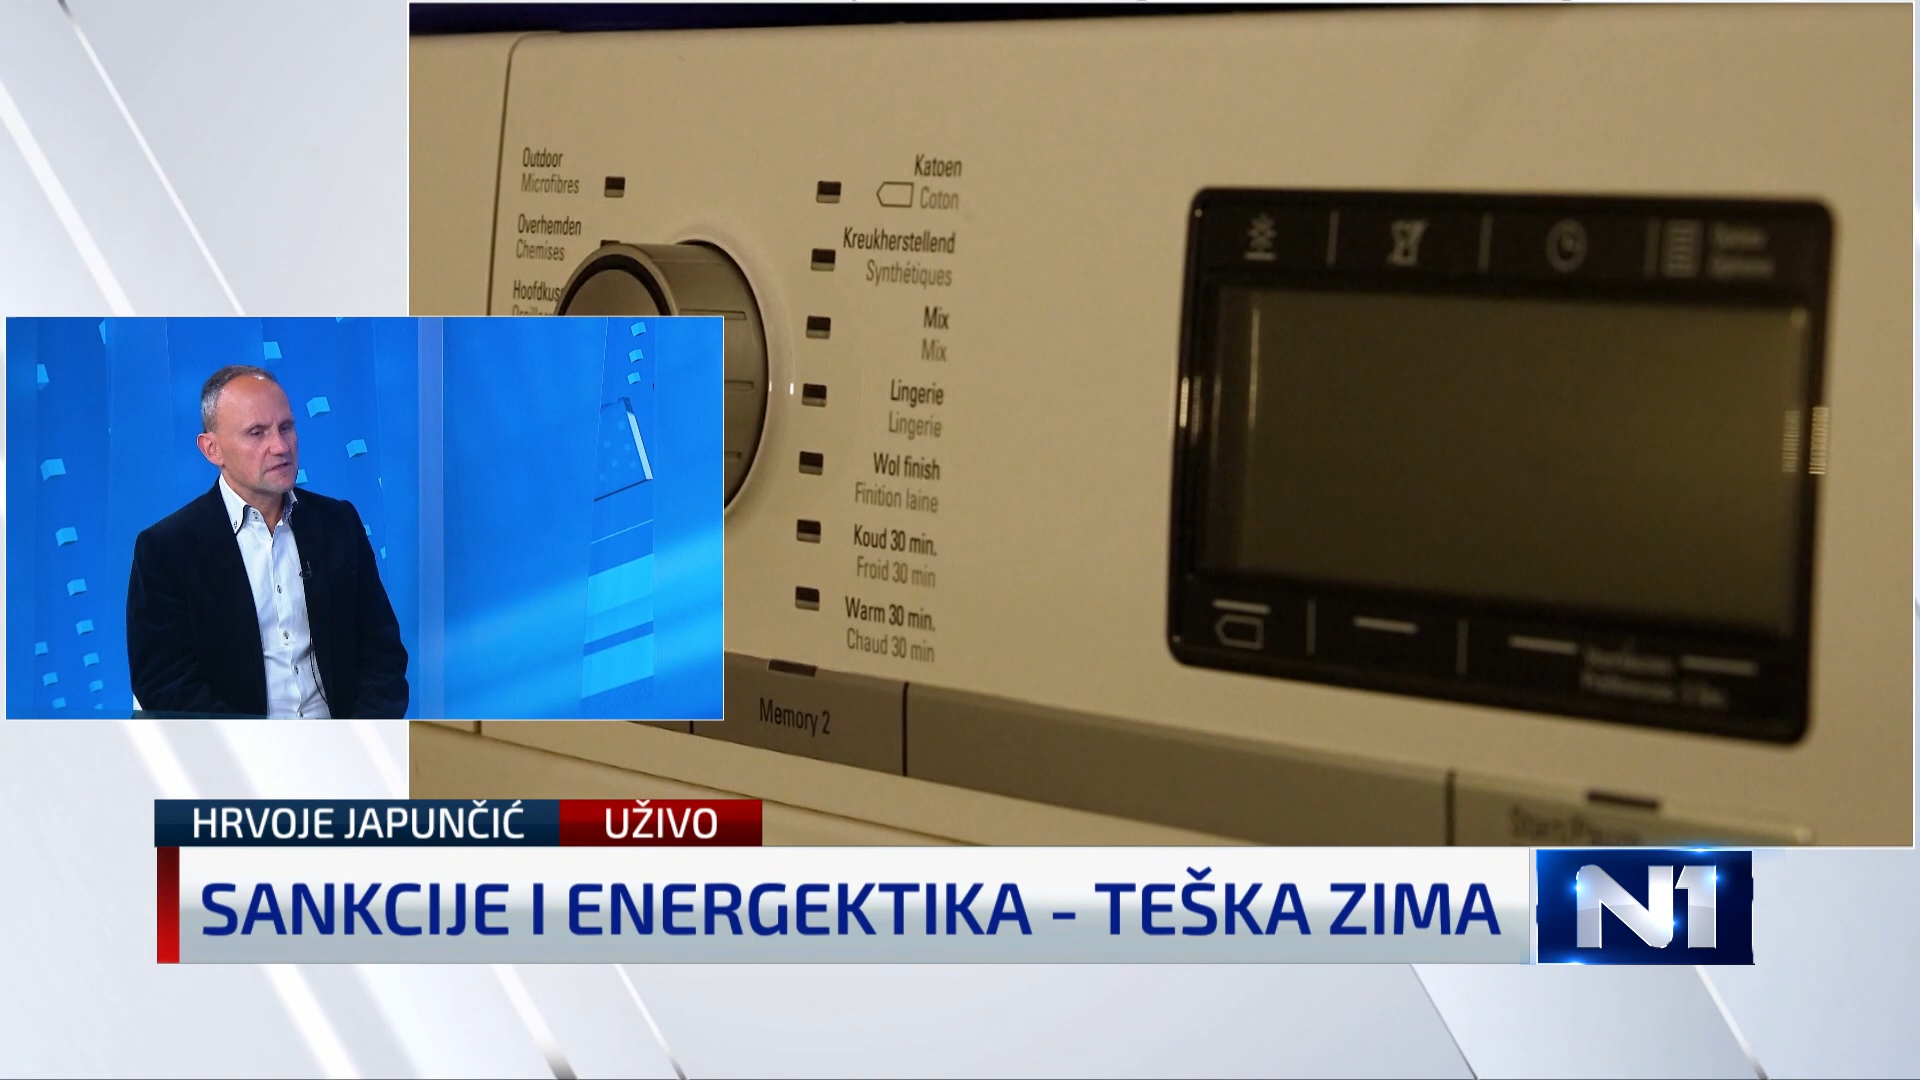 Outdoor
Microfibres
Overhemden
Chemises
Katoen
Coton
Kreukherstellend
Synthétiques
Mix
Mix
Lingerie
Lingerie
Wol finish
Finition laine
Koud 30 min.
Froid 30 min
Warm 30 min.
Chaud 30 min
Memory 2
HRVOJE JAPUNČIĆ
UŽIVO
SANKCIJE I ENERGEKTIKA - TEŠKA ZIMA
N1